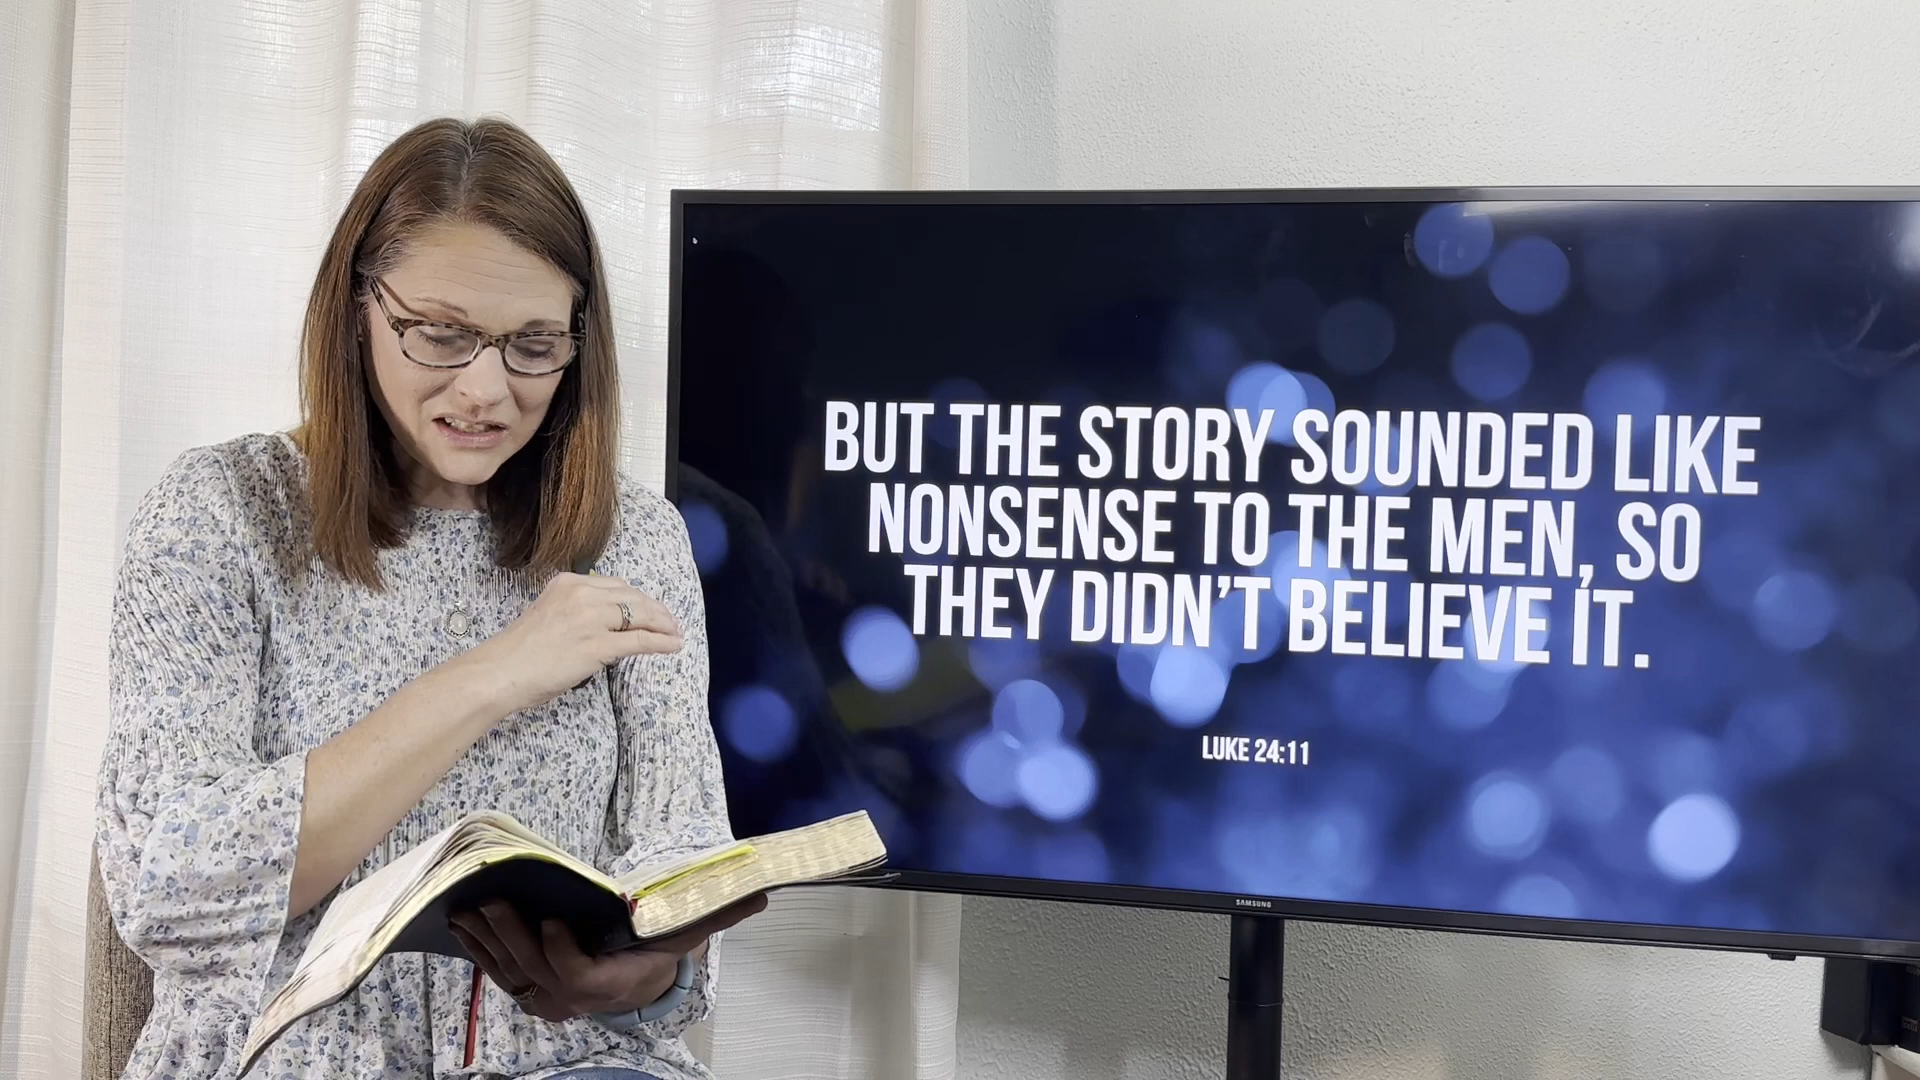 BUT THE STORY SOUNDED LIKE
NONSENSE TO THE MEN, SO
THEY DIDN'T BELIEVE IT.
LUKE 24:11
SAMSUNG